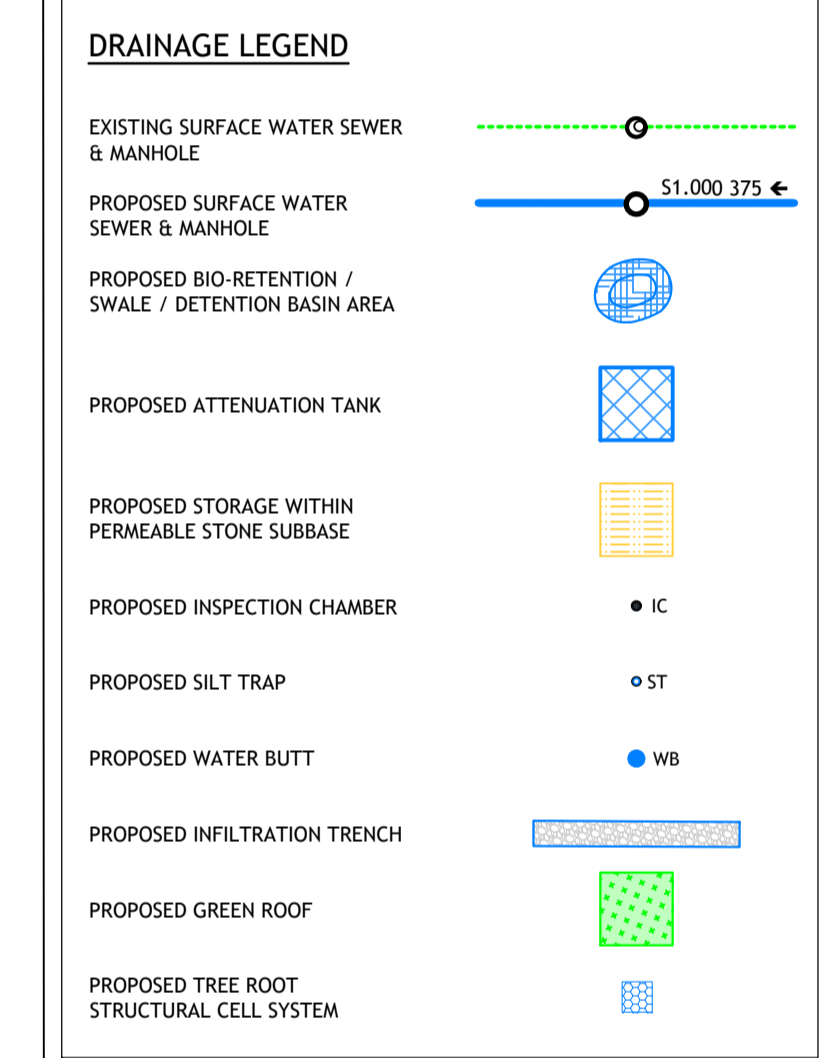 DRAINAGE LEGEND
EXISTING SURFACE WATER SEWER
& MANHOLE
PROPOSED SURFACE WATER
SEWER & MANHOLE
S1.000 375 ←
PROPOSED BIO-RETENTION /
SWALE / DETENTION BASIN AREA
PROPOSED ATTENUATION TANK
PROPOSED STORAGE WITHIN
PERMEABLE STONE SUBBASE
PROPOSED INSPECTION CHAMBER
IC
PROPOSED SILT TRAP
ST
PROPOSED WATER BUTT
WB
PROPOSED INFILTRATION TRENCH
PROPOSED GREEN ROOF
PROPOSED TREE ROOT
STRUCTURAL CELL SYSTEM